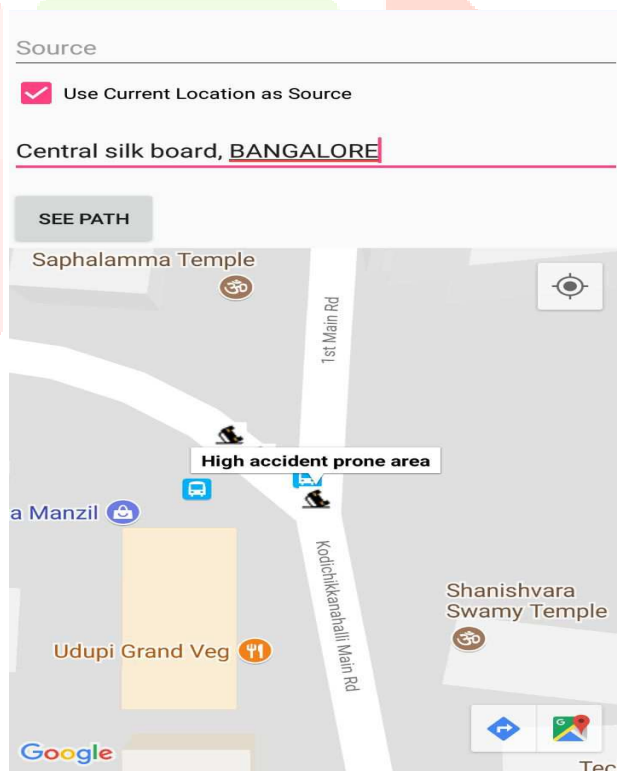 Source
Use Current Location as Source
Central silk board, BANGALORE
SEE PATH
Saphalamma Temple
1st Main Rd
High accident prone area
a Manzil
Kodichikkanahalli Main Rd
Shanishvara
Swamy Temple
Udupi Grand Veg
Google
Tec